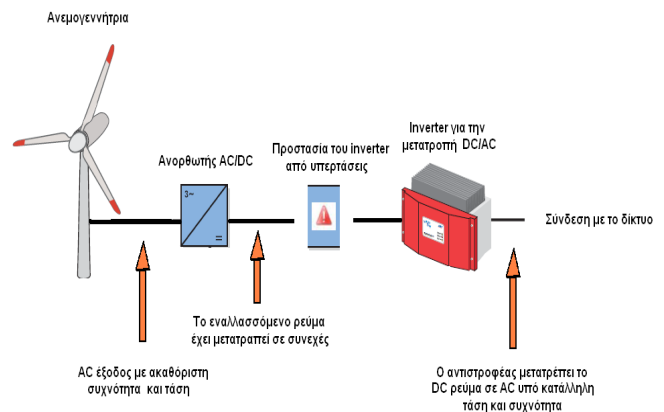 Ανεμογεννήτρια
Ανορθωτής AC/DC
Προστασία του inverter
από υπερτάσεις
Inverter για την
μετατροπή DC/AC
3~
=
Σύνδεση με το δίκτυο
Το εναλλασσόμενο ρεύμα
έχει μετατραπεί σε συνεχές
AC έξοδος με ακαθόριστη
συχνότητα και τάση
Ο αντιστροφέας μετατρέπει το
DC ρεύμα σε AC υπό κατάλληλη
τάση και συχνότητα